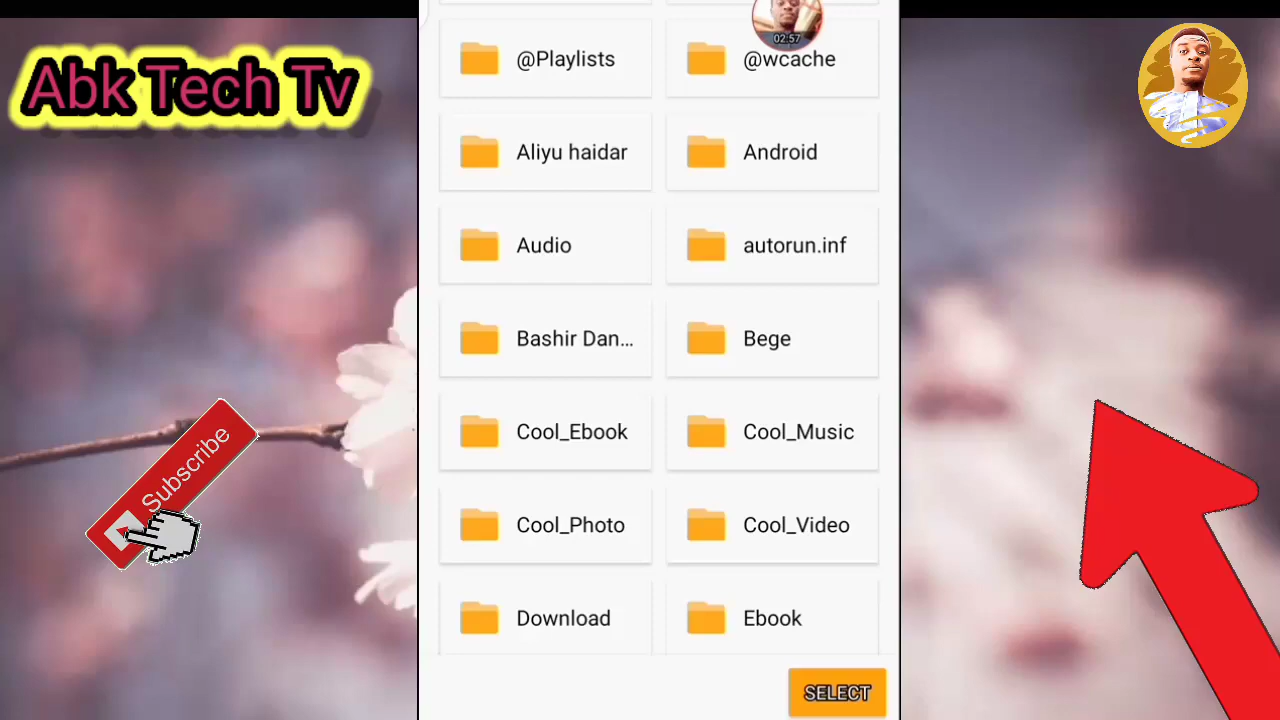 Abk Tech Tv
02:57
@Playlists
@wcache
Aliyu haidar
Android
Audio
autorun.inf
Bashir Dan...
Bege
Cool_Ebook
Cool_Music
Cool_Photo
Cool_Video
Download
Ebook
Subscribe
SELECT